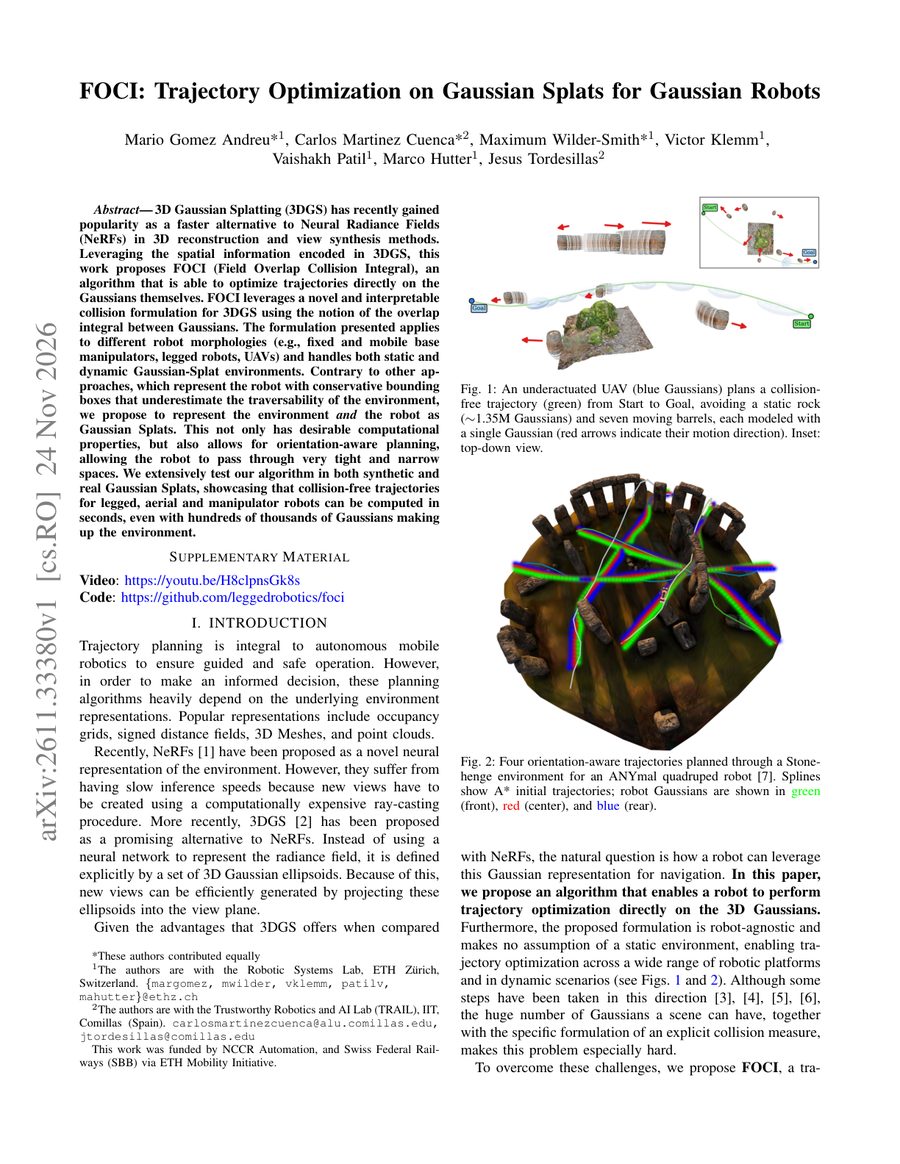 FOCI: Trajectory Optimization on Gaussian Splats for Gaussian Robots
Mario Gomez Andreu*1, Carlos Martinez Cuenca*2, Maximum Wilder-Smith*1, Victor Klemm1,
Vaishakh Patil1, Marco Hutter1, Jesus Tordesillas2
arXiv:2611.33380v1 [cs.RO] 24 Nov 2026
Abstract— 3D Gaussian Splatting (3DGS) has recently gained
popularity as a faster alternative to Neural Radiance Fields
(NeRFs) in 3D reconstruction and view synthesis methods.
Leveraging the spatial information encoded in 3DGS, this
work proposes FOCI (Field Overlap Collision Integral), an
algorithm that is able to optimize trajectories directly on the
Gaussians themselves. FOCI leverages a novel and interpretable
collision formulation for 3DGS using the notion of the overlap
integral between Gaussians. The formulation presented applies
to different robot morphologies (e.g., fixed and mobile base
manipulators, legged robots, UAVs) and handles both static and
dynamic Gaussian-Splat environments. Contrary to other ap-
proaches, which represent the robot with conservative bounding
boxes that underestimate the traversability of the environment,
we propose to represent the environment and the robot as
Gaussian Splats. This not only has desirable computational
properties, but also allows for orientation-aware planning,
allowing the robot to pass through very tight and narrow
spaces. We extensively test our algorithm in both synthetic and
real Gaussian Splats, showcasing that collision-free trajectories
for legged, aerial and manipulator robots can be computed in
seconds, even with hundreds of thousands of Gaussians making
up the environment.
SUPPLEMENTARY MATERIAL
Video: https://youtu.be/H8clpnsGk8s
Code: https://github.com/leggedrobotics/foci
I. INTRODUCTION
Trajectory planning is integral to autonomous mobile
robotics to ensure guided and safe operation. However,
in order to make an informed decision, these planning
algorithms heavily depend on the underlying environment
representations. Popular representations include occupancy
grids, signed distance fields, 3D Meshes, and point clouds.
Recently, NeRFs [1] have been proposed as a novel neural
representation of the environment. However, they suffer from
having slow inference speeds because new views have to
be created using a computationally expensive ray-casting
procedure. More recently, 3DGS [2] has been proposed
as a promising alternative to NeRFs. Instead of using a
neural network to represent the radiance field, it is defined
explicitly by a set of 3D Gaussian ellipsoids. Because of this,
new views can be efficiently generated by projecting these
ellipsoids into the view plane.
Given the advantages that 3DGS offers when compared
*These authors contributed equally
1The authors are with the Robotic Systems Lab, ETH Zürich,
Switzerland. {margomez, mwilder, vklemm, patilv,
mahutter}@ethz.ch
2The authors are with the Trustworthy Robotics and AI Lab (TRAIL), IIT,
Comillas (Spain). carlosmartinezcuenca@alu.comillas.edu,
jtordesillas@comillas.edu
This work was funded by NCCR Automation, and Swiss Federal Rail-
ways (SBB) via ETH Mobility Initiative.
Start
Goal
Goal
Start
Fig. 1: An underactuated UAV (blue Gaussians) plans a collision-
free trajectory (green) from Start to Goal, avoiding a static rock
(∼1.35M Gaussians) and seven moving barrels, each modeled with
a single Gaussian (red arrows indicate their motion direction). Inset:
top-down view.
Fig. 2: Four orientation-aware trajectories planned through a Stone-
henge environment for an ANYmal quadruped robot [7]. Splines
show A* initial trajectories; robot Gaussians are shown in green
(front), red (center), and blue (rear).
with NeRFs, the natural question is how a robot can leverage
this Gaussian representation for navigation. In this paper,
we propose an algorithm that enables a robot to perform
trajectory optimization directly on the 3D Gaussians.
Furthermore, the proposed formulation is robot-agnostic and
makes no assumption of a static environment, enabling tra-
jectory optimization across a wide range of robotic platforms
and in dynamic scenarios (see Figs. 1 and 2). Although some
steps have been taken in this direction [3], [4], [5], [6],
the huge number of Gaussians a scene can have, together
with the specific formulation of an explicit collision measure,
makes this problem especially hard.
To overcome these challenges, we propose FOCI, a tra-